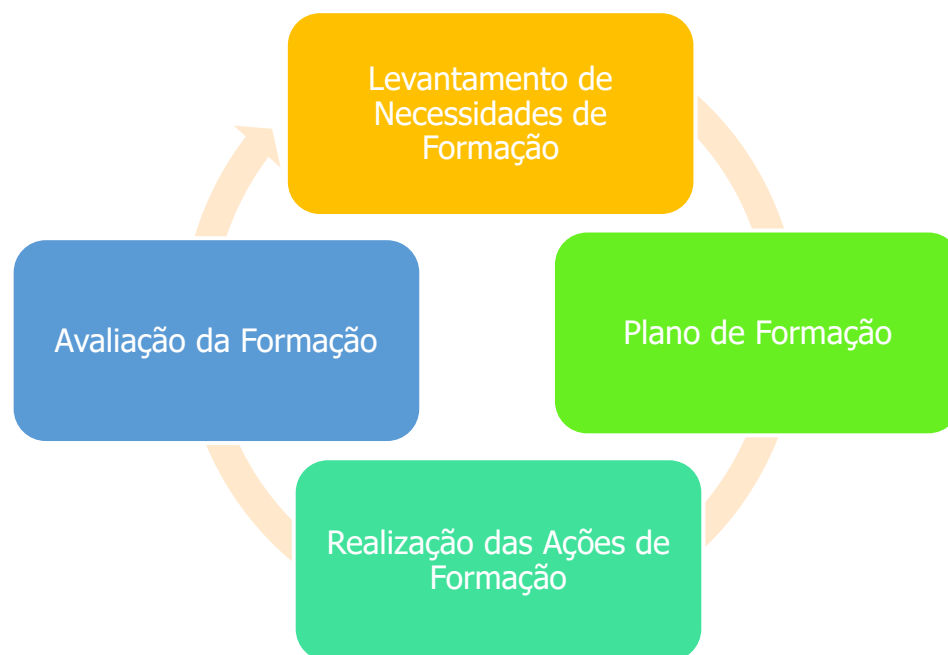 Levantamento de
Necessidades de
Formação
Plano de Formação
Realização das Ações de
Formação
Avaliação da Formação